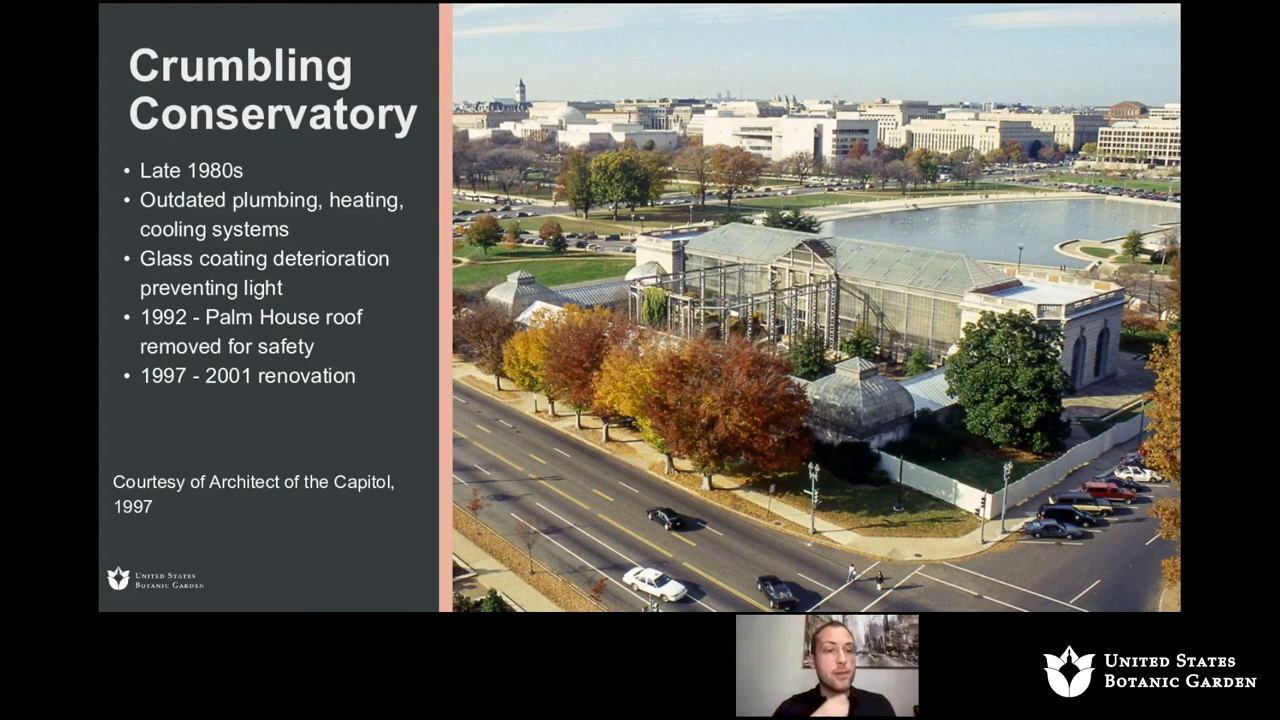 Crumbling
Conservatory
• Late 1980s
• Outdated plumbing, heating,
cooling systems
• Glass coating deterioration
preventing light
• 1992 - Palm House roof
removed for safety
• 1997 - 2001 renovation
Courtesy of Architect of the Capitol,
1997
UNITED STATES
BOTANIC GARDEN
UNITED STATES
BOTANIC GARDEN